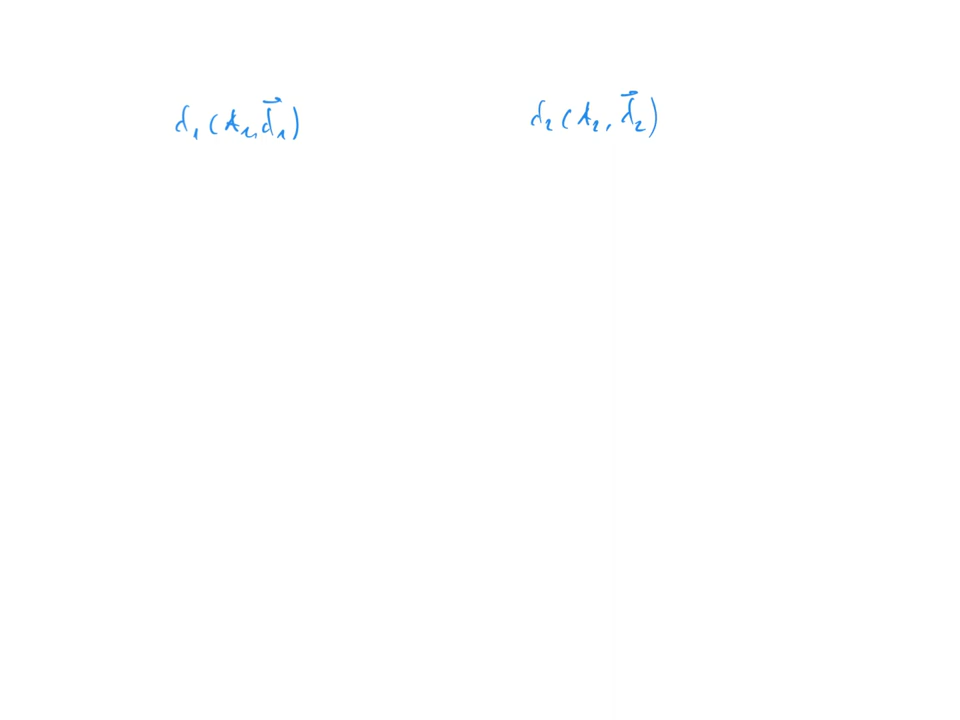 d₁(A₁, d⃗₁) d₂(A₂, d⃗₂)